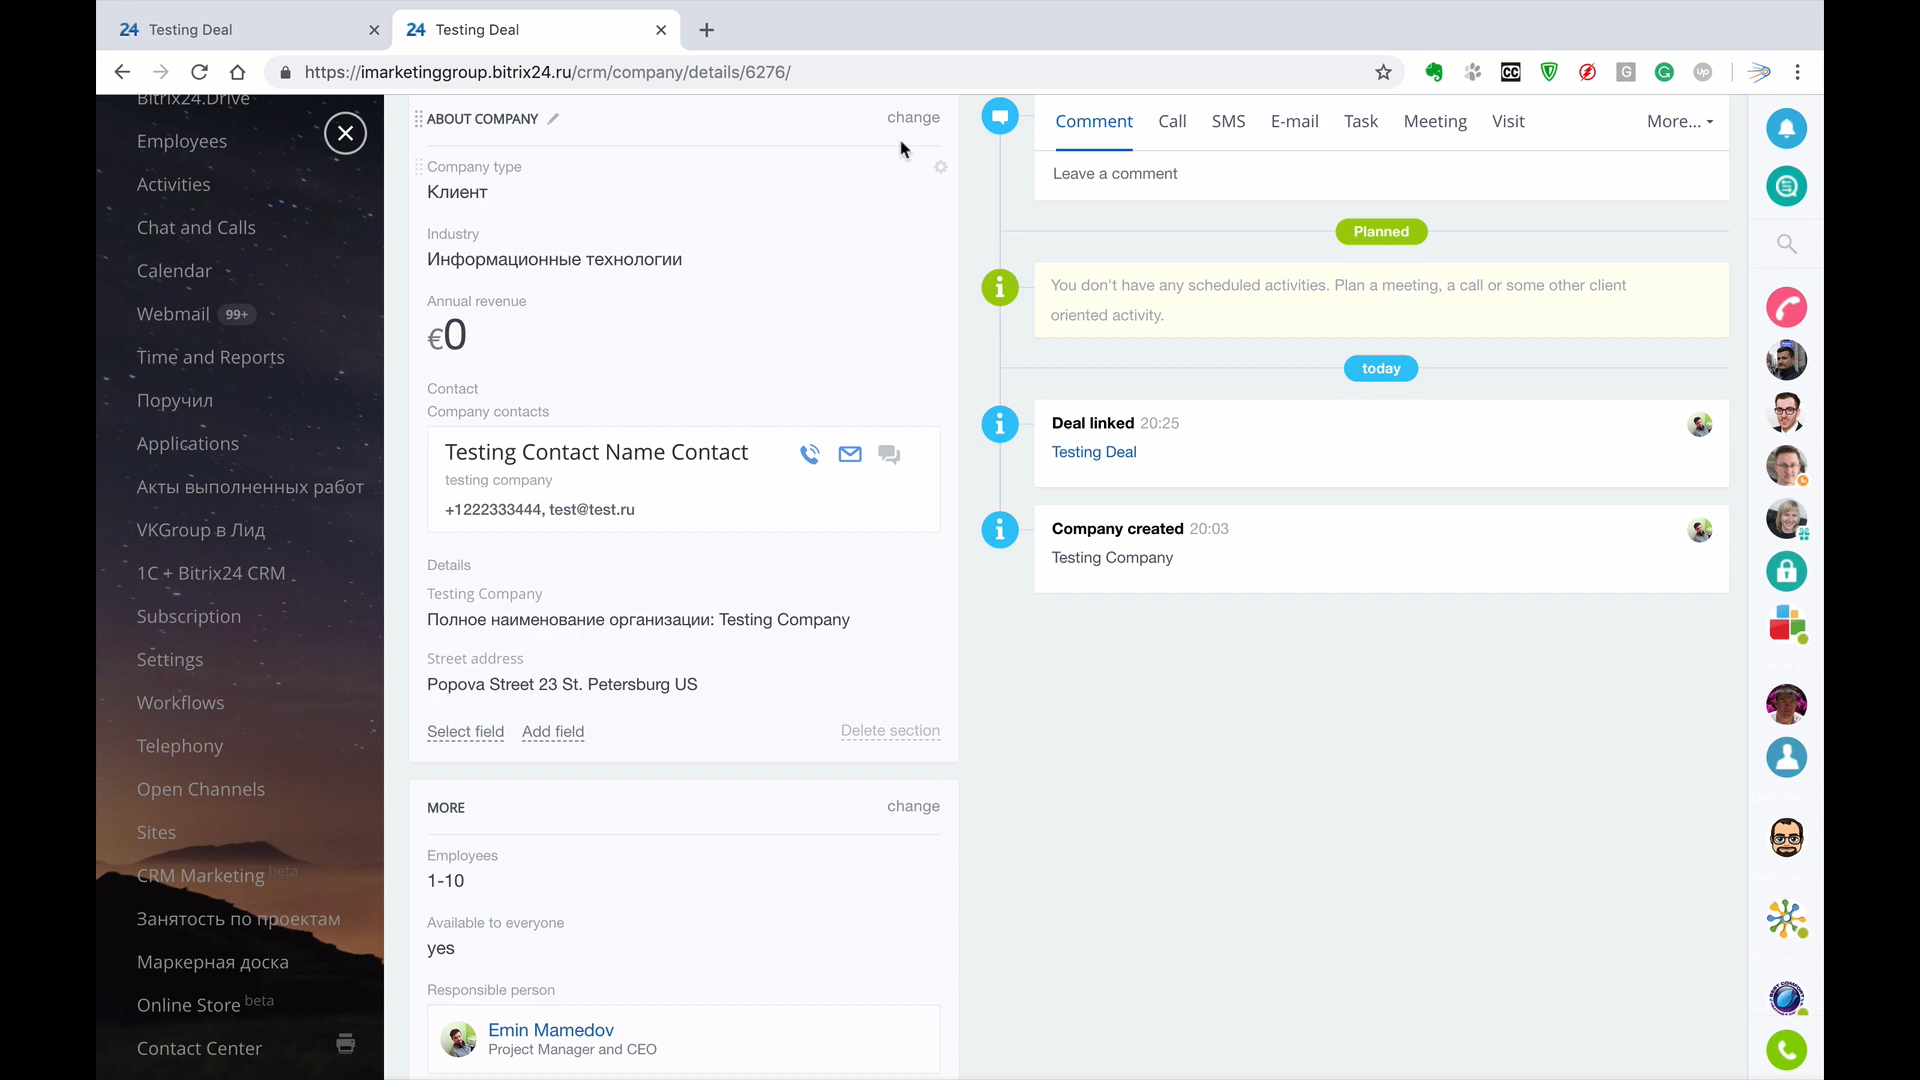 24 Testing Deal
24 Testing Deal
https://imarketinggroup.bitrix24.ru/crm/company/details/6276/
Bitrix24.Drive
Employees
Activities
Chat and Calls
Calendar
Webmail 99+
Time and Reports
Поручил
Applications
Акты выполненных работ
VKGroup в Лид
1C + Bitrix24 CRM
Subscription
Settings
Workflows
Telephony
Open Channels
Sites
CRM Marketing beta
Занятость по проектам
Маркерная доска
Online Store beta
Contact Center
ABOUT COMPANY
change
Company type
Клиент
Industry
Информационные технологии
Annual revenue
€0
Contact
Company contacts
Testing Contact Name Contact
testing company
+1222333444, test@test.ru
Details
Testing Company
Полное наименование организации: Testing Company
Street address
Popova Street 23 St. Petersburg US
Select field Add field Delete section
MORE
change
Employees
1-10
Available to everyone
yes
Responsible person
Emin Mamedov
Project Manager and CEO
Comment Call SMS E-mail Task Meeting Visit More...
Leave a comment
Planned
You don't have any scheduled activities. Plan a meeting, a call or some other client
oriented activity.
today
Deal linked 20:25
Testing Deal
Company created 20:03
Testing Company
CC
G
G
Up